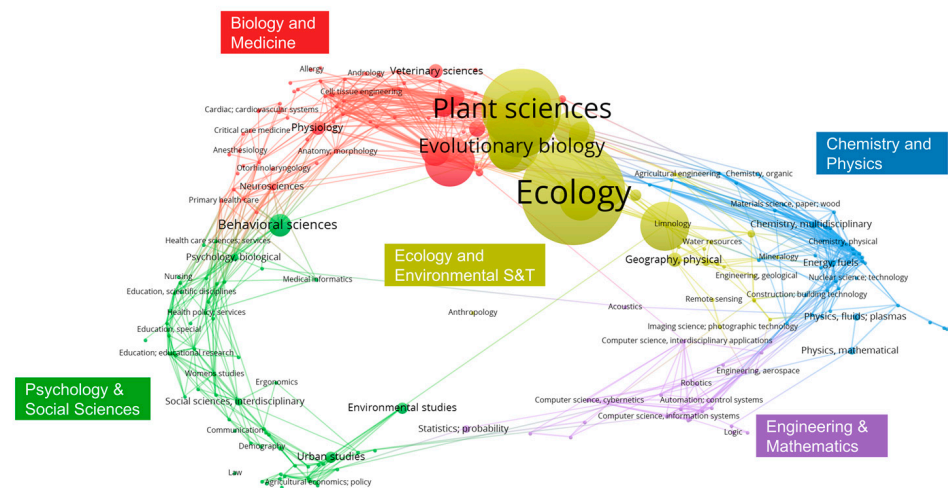 Biology and
Medicine
Allergy
Andrology
Veterinary sciences
Cell; tissue engineering
Cardiac; cardiovascular systems
Plant sciences
Critical care medicine
Physiology
Evolutionary biology
Chemistry and
Physics
Anesthesiology
Anatomy; morphology
Otorhinolaryngology
Agricultural engineering
Chemistry, organic
Neurosciences
Ecology
Primary health care
Materials science, paper; wood
Behavioral sciences
Limnology
Chemistry, multidisciplinary
Health care sciences; services
Water resources
Chemistry, physical
Psychology, biological
Ecology and
Environmental S&T
Geography, physical
Mineralogy
Energy; fuels
Nursing
Medical informatics
Engineering, geological
Nuclear science; technology
Education, scientific disciplines
Remote sensing
Construction; building technology
Health policy; services
Anthropology
Acoustics
Physics, fluids; plasmas
Education, special
Imaging science; photographic technology
Computer science, interdisciplinary applications
Education; educational research
Physics, mathematical
Womens studies
Engineering, aerospace
Psychology &
Social Sciences
Ergonomics
Robotics
Social sciences, interdisciplinary
Computer science, cybernetics
Automation; control systems
Environmental studies
Computer science, information systems
Communication
Statistics; probability
Logic
Engineering &
Mathematics
Demography
Urban studies
Law
Agricultural economics; policy